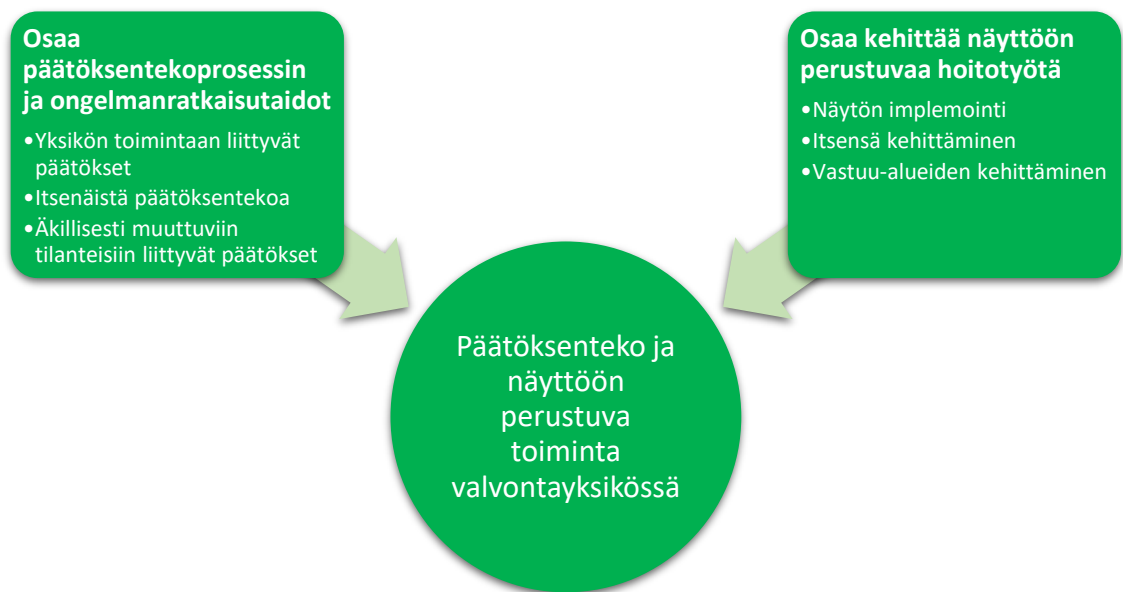 Osaa
päätöksentekoprosessin
ja ongelmanratkaisutaidot
•Yksikön toimintaan liittyvät
päätökset
•Itsenäistä päätöksentekoa
•Äkillisesti muuttuviin
tilanteisiin liittyvät päätökset
Osaa kehittää näyttöön
perustuvaa hoitotyötä
•Näytön implemointi
•Itsensä kehittäminen
•Vastuu-alueiden kehittäminen
Päätöksenteko ja
näyttöön
perustuva
toiminta
valvontayksikössä